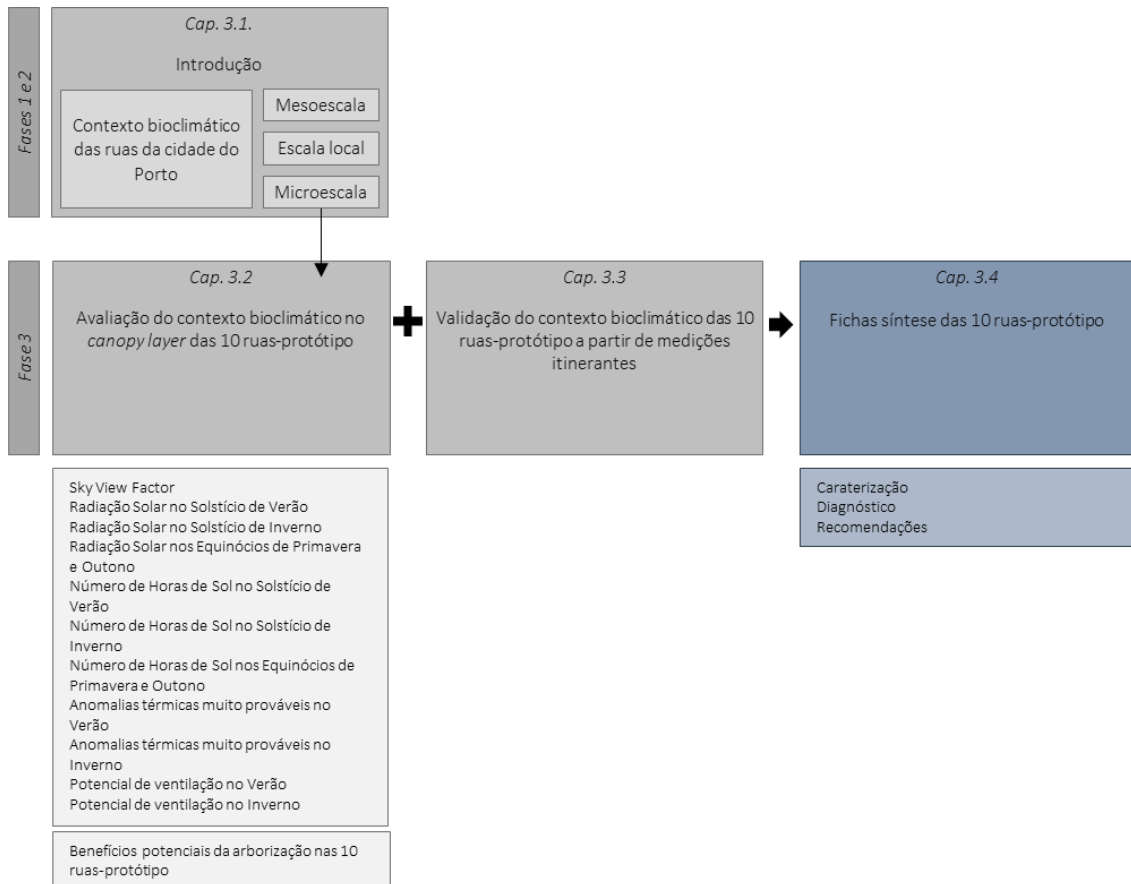 Fases 1 e 2
Cap. 3.1.
Introdução
Contexto bioclimático
das ruas da cidade do
Porto
Mesoescala
Escala local
Microescala
Fase 3
Cap. 3.2
Avaliação do contexto bioclimático no
canopy layer das 10 ruas-protótipo
Cap. 3.3
Validação do contexto bioclimático das 10
ruas-protótipo a partir de medições
itinerantes
Cap. 3.4
Fichas síntese das 10 ruas-protótipo
Sky View Factor
Radiação Solar no Solstício de Verão
Radiação Solar no Solstício de Inverno
Radiação Solar nos Equinócios de Primavera
e Outono
Número de Horas de Sol no Solstício de
Verão
Número de Horas de Sol no Solstício de
Inverno
Número de Horas de Sol nos Equinócios de
Primavera e Outono
Anomalias térmicas muito prováveis no
Verão
Anomalias térmicas muito prováveis no
Inverno
Potencial de ventilação no Verão
Potencial de ventilação no Inverno
Benefícios potenciais da arborização nas 10
ruas-protótipo
Caraterização
Diagnóstico
Recomendações